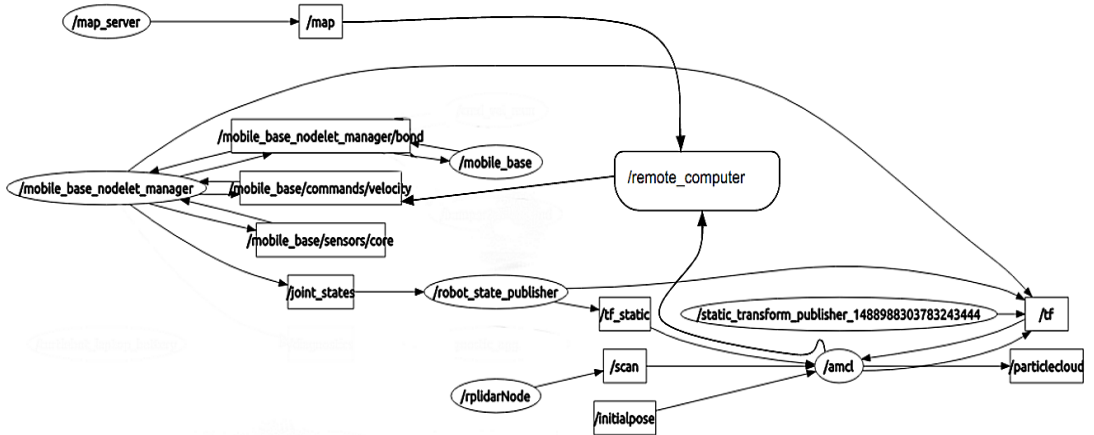 /map_server
/map
/mobile_base_nodelet_manager/bond
/mobile_base
/remote_computer
/mobile_base_nodelet_manager
/mobile_base/commands/velocity
/mobile_base/sensors/core
/joint_states
/robot_state_publisher
/tf_static
/static_transform_publisher_1488988303783243444
/tf
/scan
/amcl
/particlecloud
/rplidarNode
/initialpose